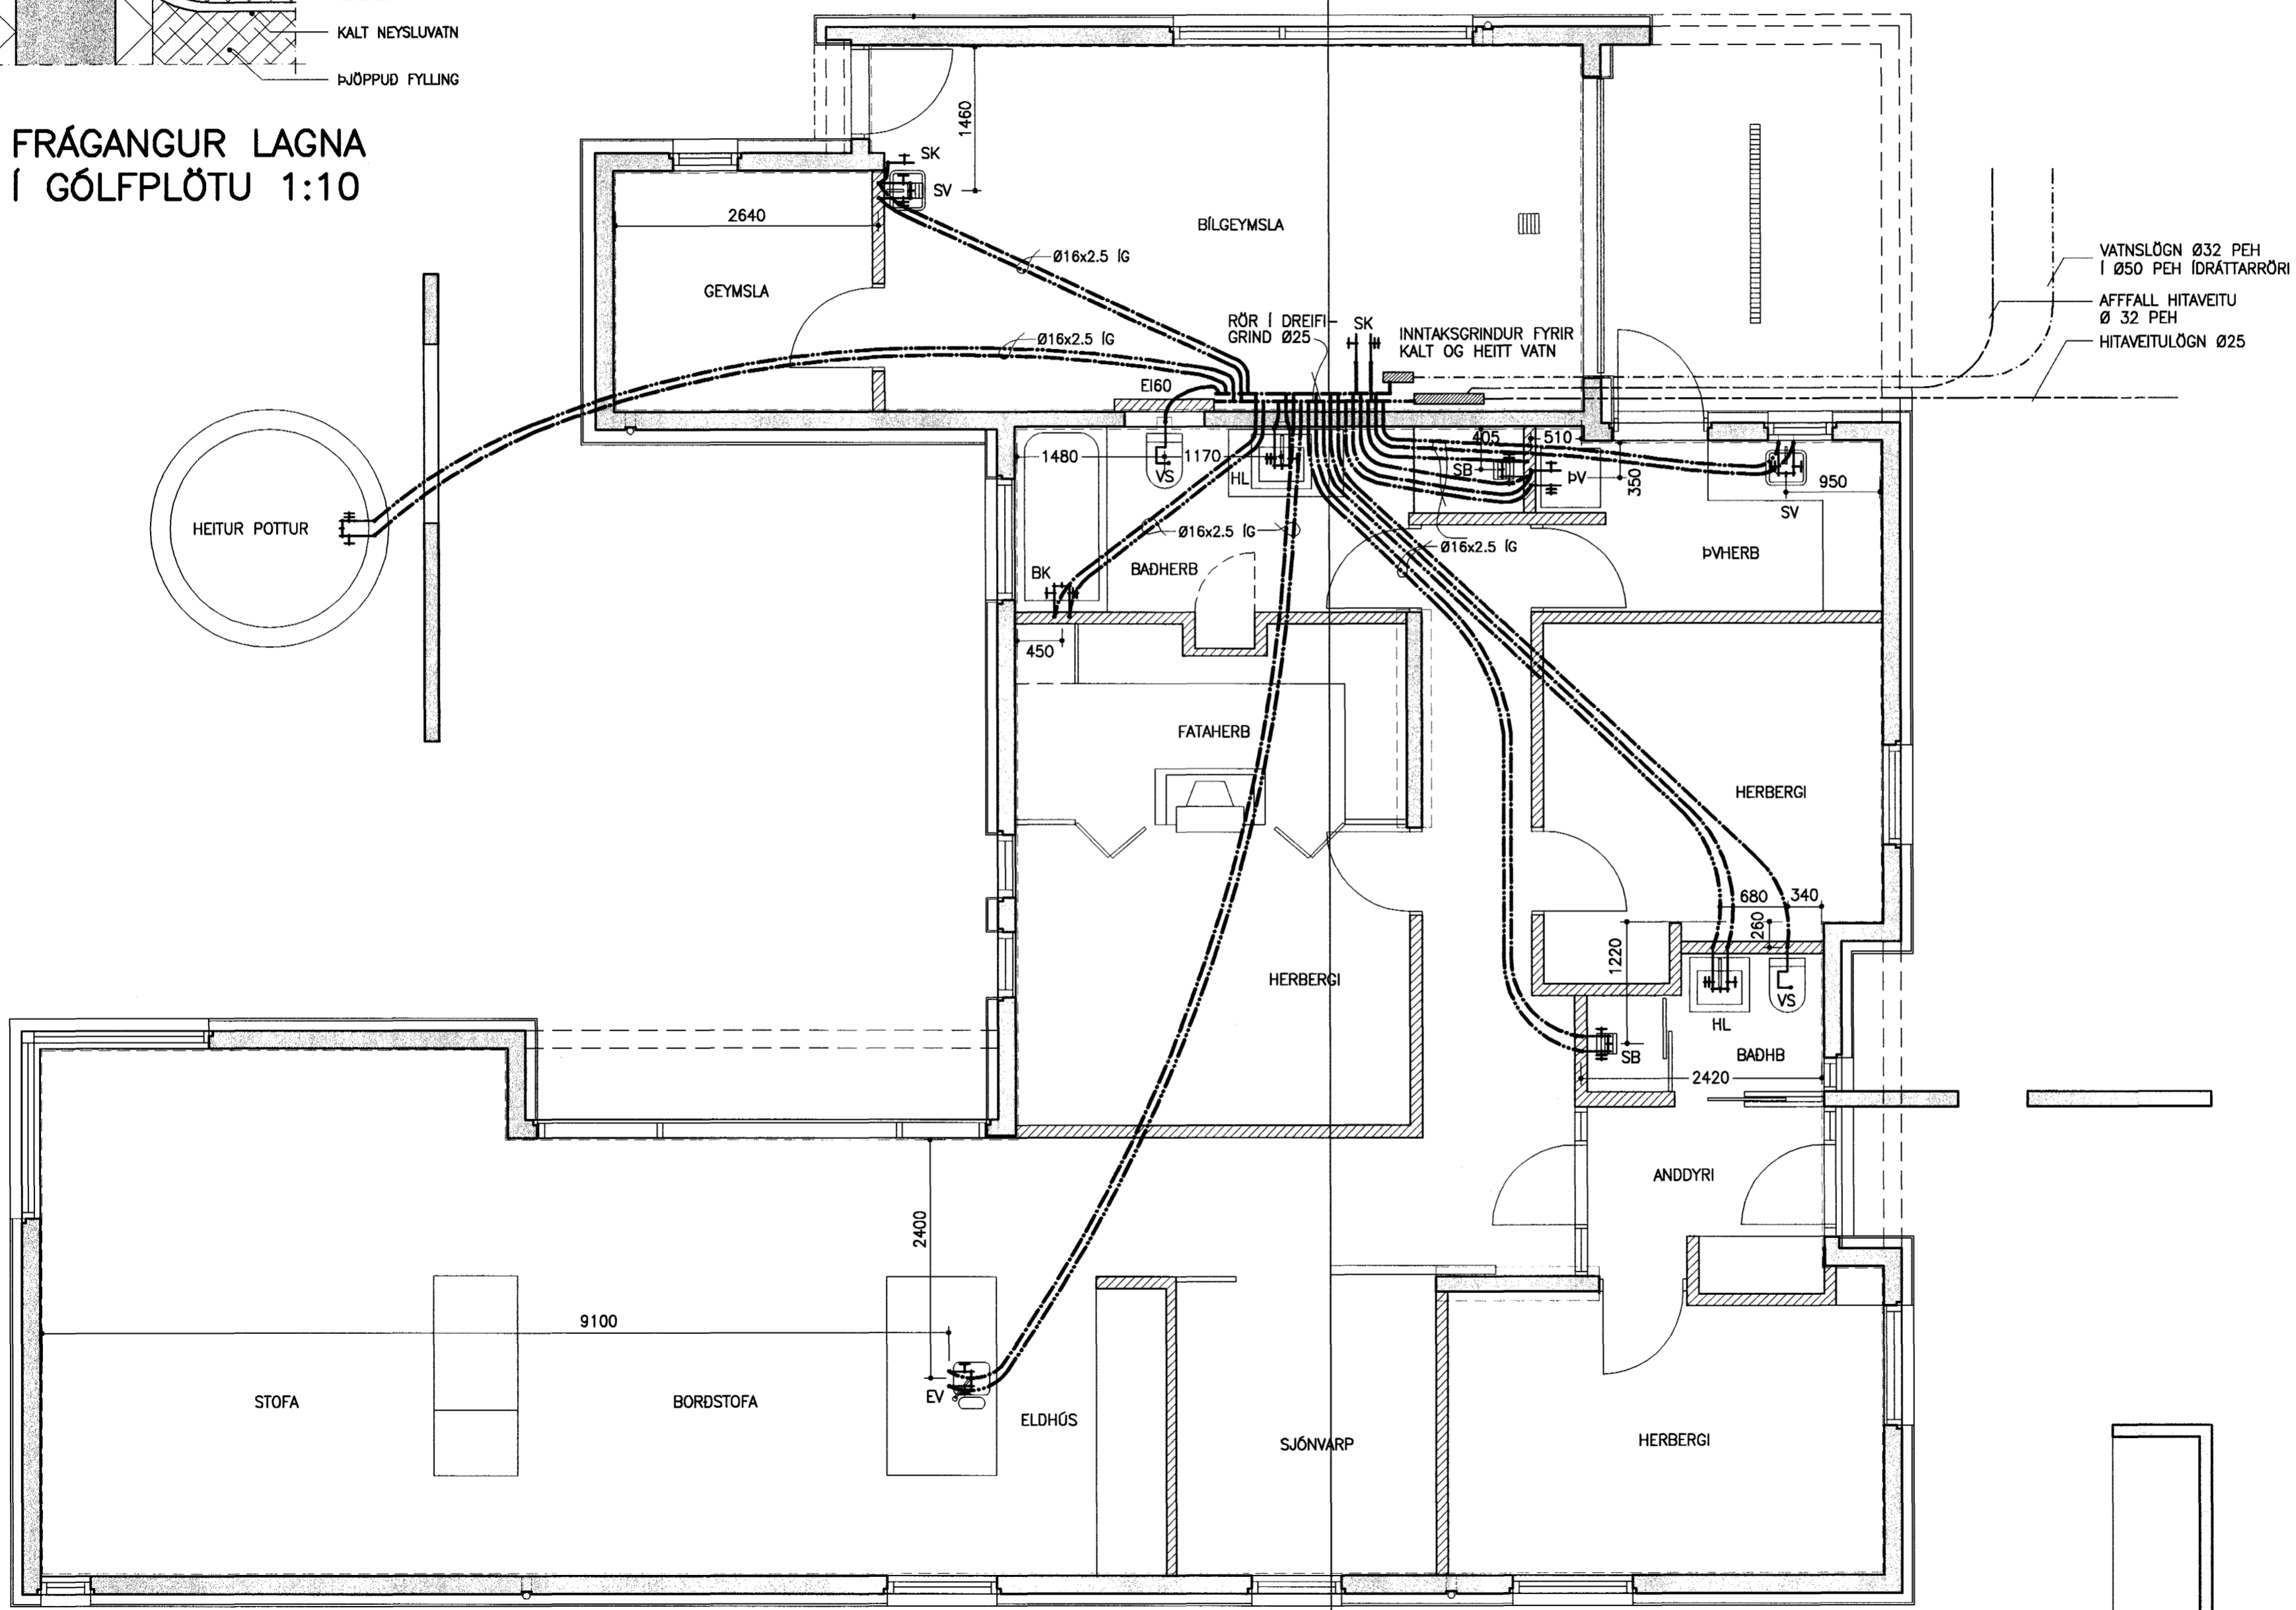 KALT NEYSLUVATN
ÞJÖPPUÐ FYLLING
FRÁGANGUR LAGNA
Í GÓLFPLÖTU 1:10
1460
SK
SV
2640
BÍLGEYMSLA
Ø16x2.5 ÍG
GEYMSLA
VATNSLÖGN Ø32 PEH
Í Ø50 PEH ÍDRÁTTARRÖRI
AFFFALL HITAVEITU
Ø 32 PEH
HITAVEITULÖGN Ø25
RÖR Í DREIFI-
GRIND Ø25
SK
INNTAKSGRINDUR FYRIR
KALT OG HEITT VATN
Ø16x2.5 ÍG
EI60
1480
1170
VS
HL
405
510
SB
ÞV
350
950
SV
HEITUR POTTUR
Ø16x2.5 ÍG
Ø16x2.5 ÍG
ÞVHERB
BK
BAÐHERB
450
FATAHERB
HERBERGI
680
340
260
1220
HERBERGI
VS
HL
SB
BAÐHB
2420
ANDDYRI
2400
9100
EV
STOFA
BORÐSTOFA
ELDHÚS
SJÓNVARP
HERBERGI